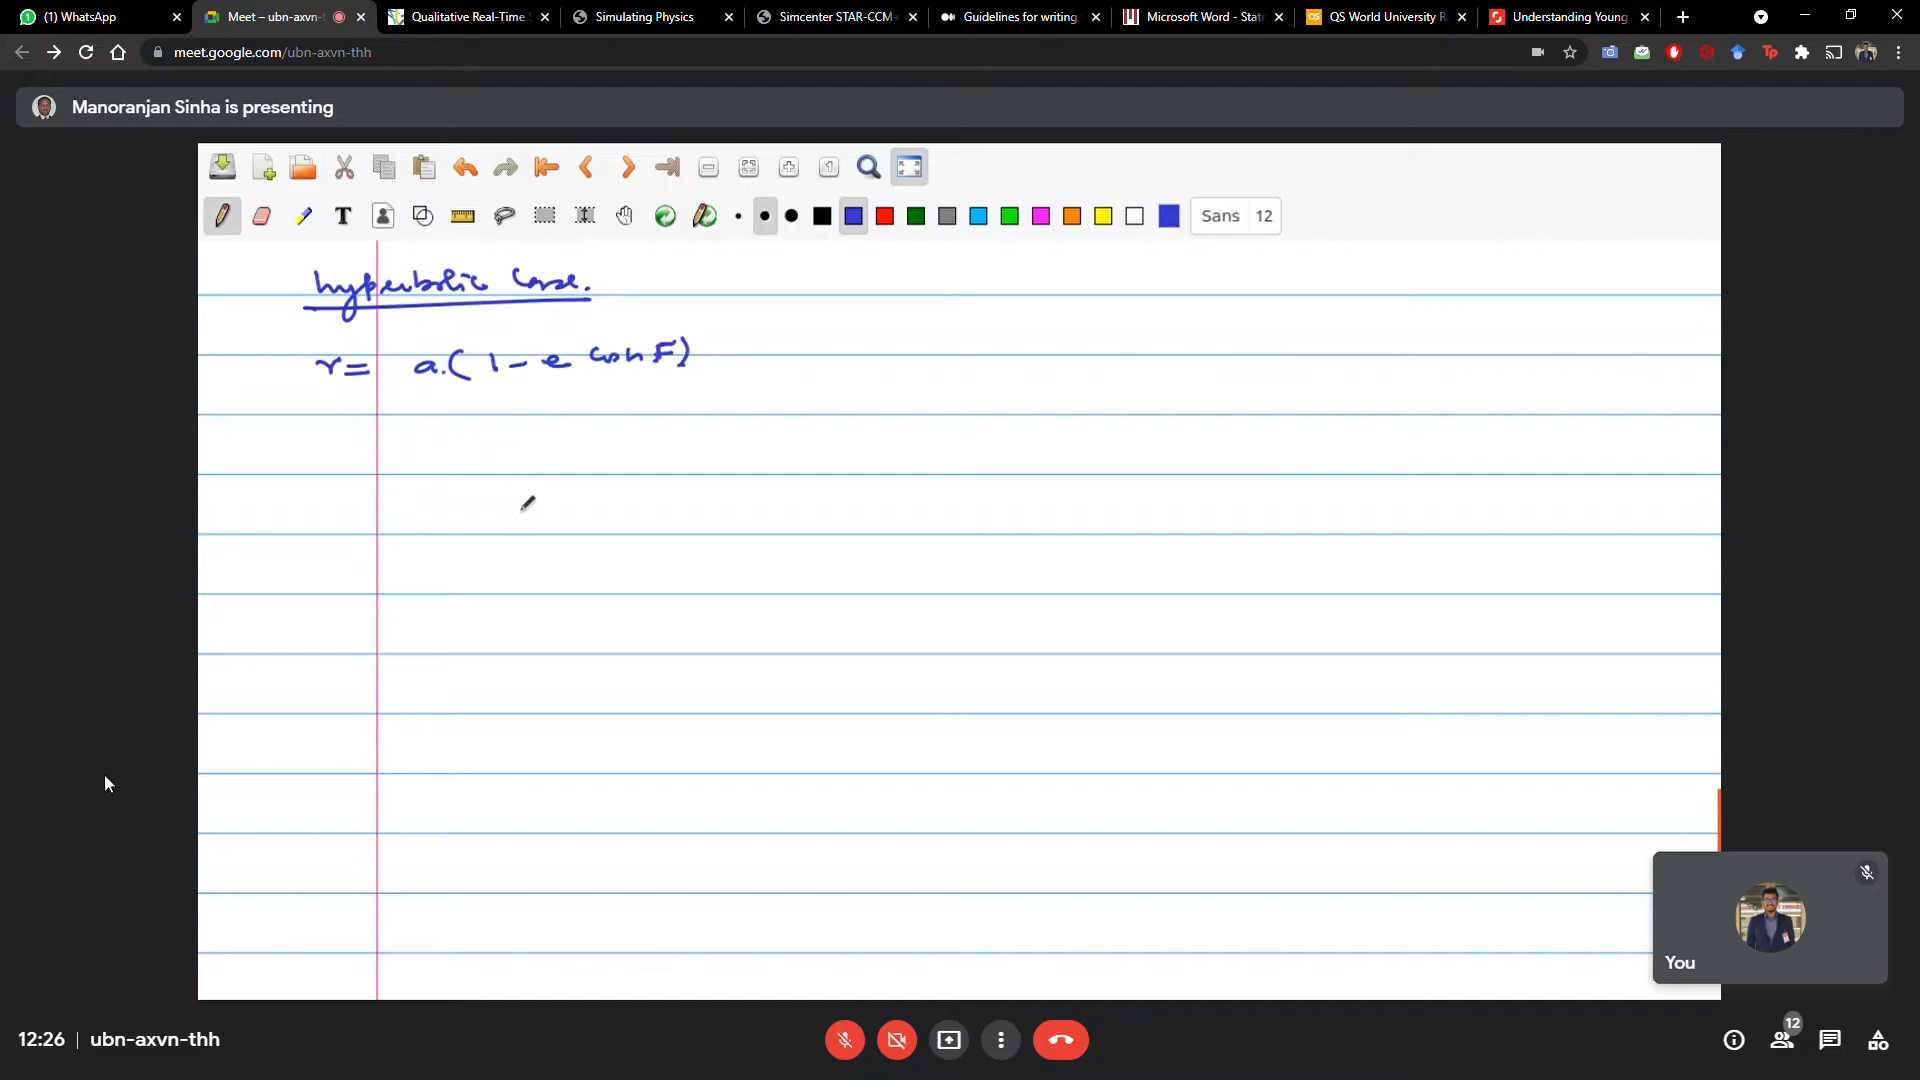 (1) WhatsApp
Meet – ubn-axvn-t
Qualitative Real-Time
Simulating Physics
Simcenter STAR-CCM+
Guidelines for writing
Microsoft Word - State
QS World University R
Understanding Young
meet.google.com/ubn-axvn-thh
Manoranjan Sinha is presenting
T
Sans 12
hyperbolic case.
r = a.( 1 - e cosh F)
You
12:26 | ubn-axvn-thh
12